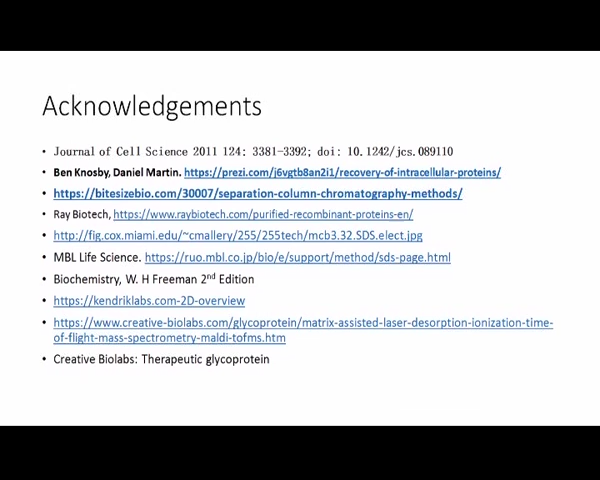 Acknowledgements
• Journal of Cell Science 2011 124: 3381-3392; doi: 10.1242/jcs.089110
• Ben Knosby, Daniel Martin. https://prezi.com/j6vgtb8an2i1/recovery-of-intracellular-proteins/
• https://bitesizebio.com/30007/separation-column-chromatography-methods/
• Ray Biotech, https://www.raybiotech.com/purified-recombinant-proteins-en/
• http://fig.cox.miami.edu/~cmallery/255/255tech/mcb3.32.SDS.elect.jpg
• MBL Life Science. https://ruo.mbl.co.jp/bio/e/support/method/sds-page.html
• Biochemistry, W. H Freeman 2nd Edition
• https://kendriklabs.com-2D-overview
• https://www.creative-biolabs.com/glycoprotein/matrix-assisted-laser-desorption-ionization-time-
of-flight-mass-spectrometry-maldi-tofms.htm
• Creative Biolabs: Therapeutic glycoprotein